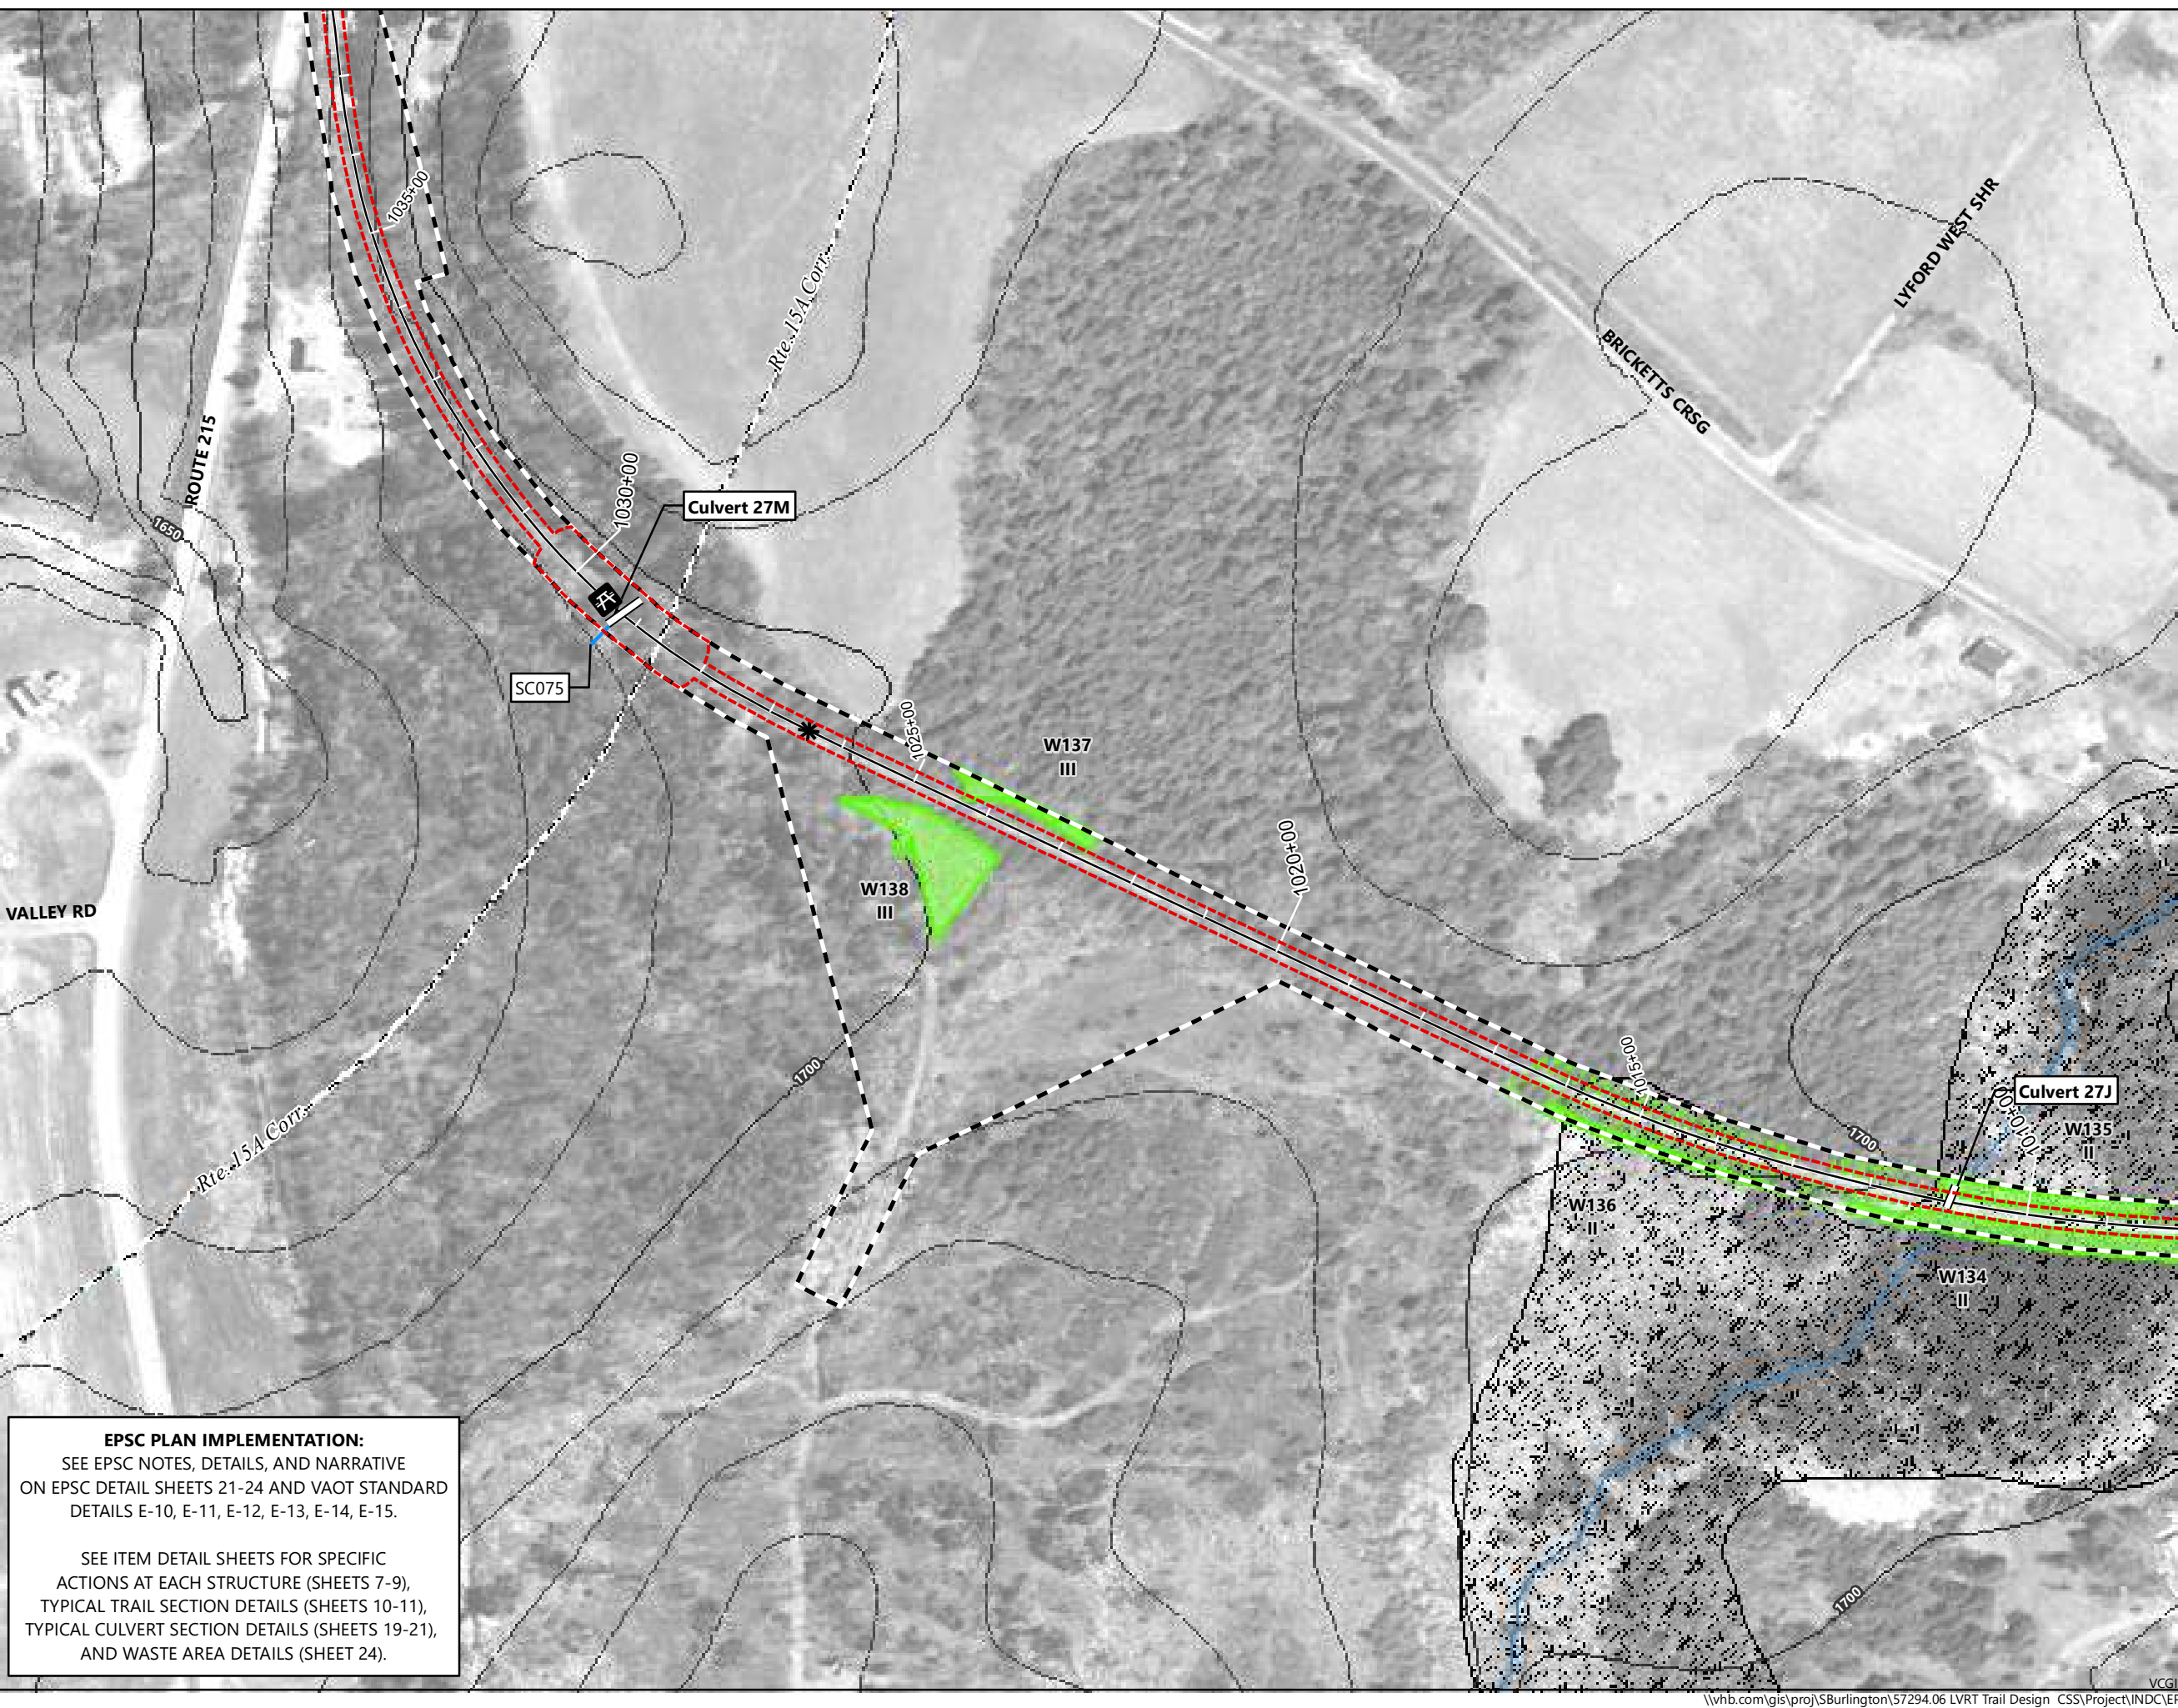 1035+00
LYFORD WEST SHR
Rte. 15A Corr.
BRICKETTS CRSG
ROUTE 215
1030+00
Culvert 27M
1650
SC075
1025+00
W137
III
1020+00
W138
III
VALLEY RD
1015+00
1700
Culvert 27J
1010+00
W135
II
1700
Rte. 15A Corr.
W136
II
W134
II
EPSC PLAN IMPLEMENTATION:
SEE EPSC NOTES, DETAILS, AND NARRATIVE
ON EPSC DETAIL SHEETS 21-24 AND VAOT STANDARD
DETAILS E-10, E-11, E-12, E-13, E-14, E-15.
SEE ITEM DETAIL SHEETS FOR SPECIFIC
ACTIONS AT EACH STRUCTURE (SHEETS 7-9),
TYPICAL TRAIL SECTION DETAILS (SHEETS 10-11),
TYPICAL CULVERT SECTION DETAILS (SHEETS 19-21),
AND WASTE AREA DETAILS (SHEET 24).
1700
\\vhb.com\gis\proj\SBurlington\57294.06 LVRT Trail Design CSS\Project\INDC\